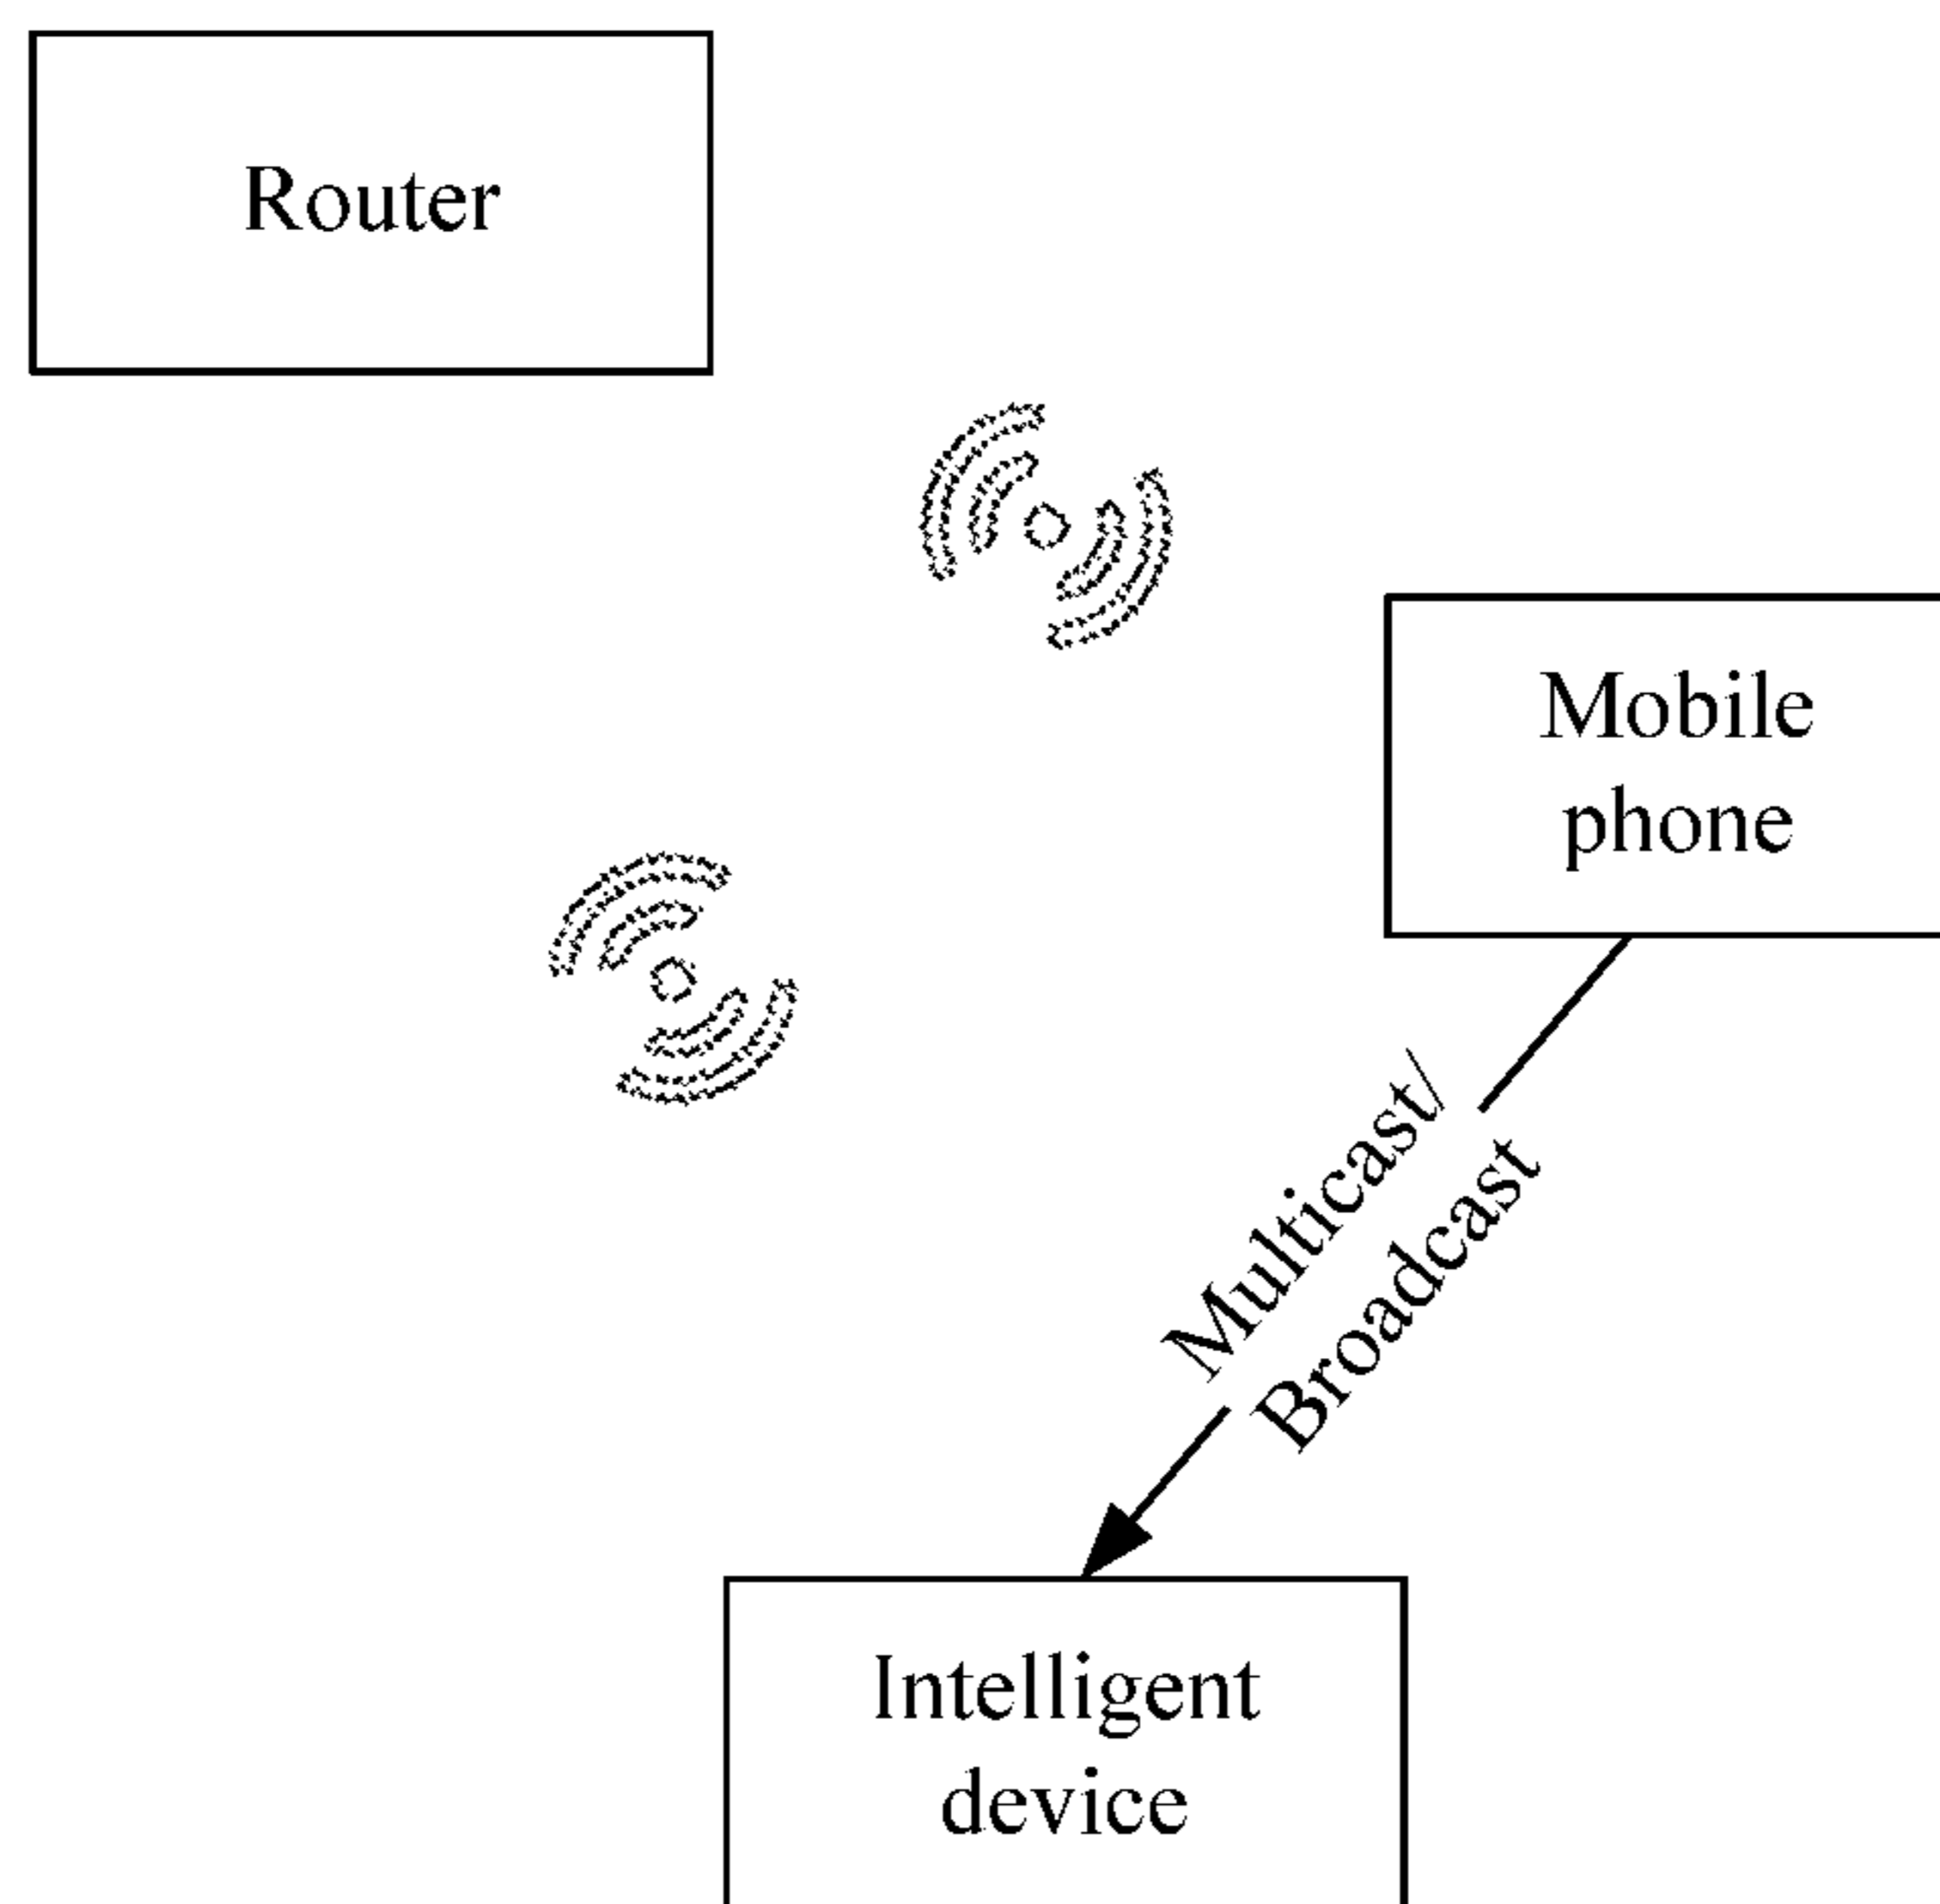 Router
Mobile
phone
Multicast/
Broadcast
Intelligent
device